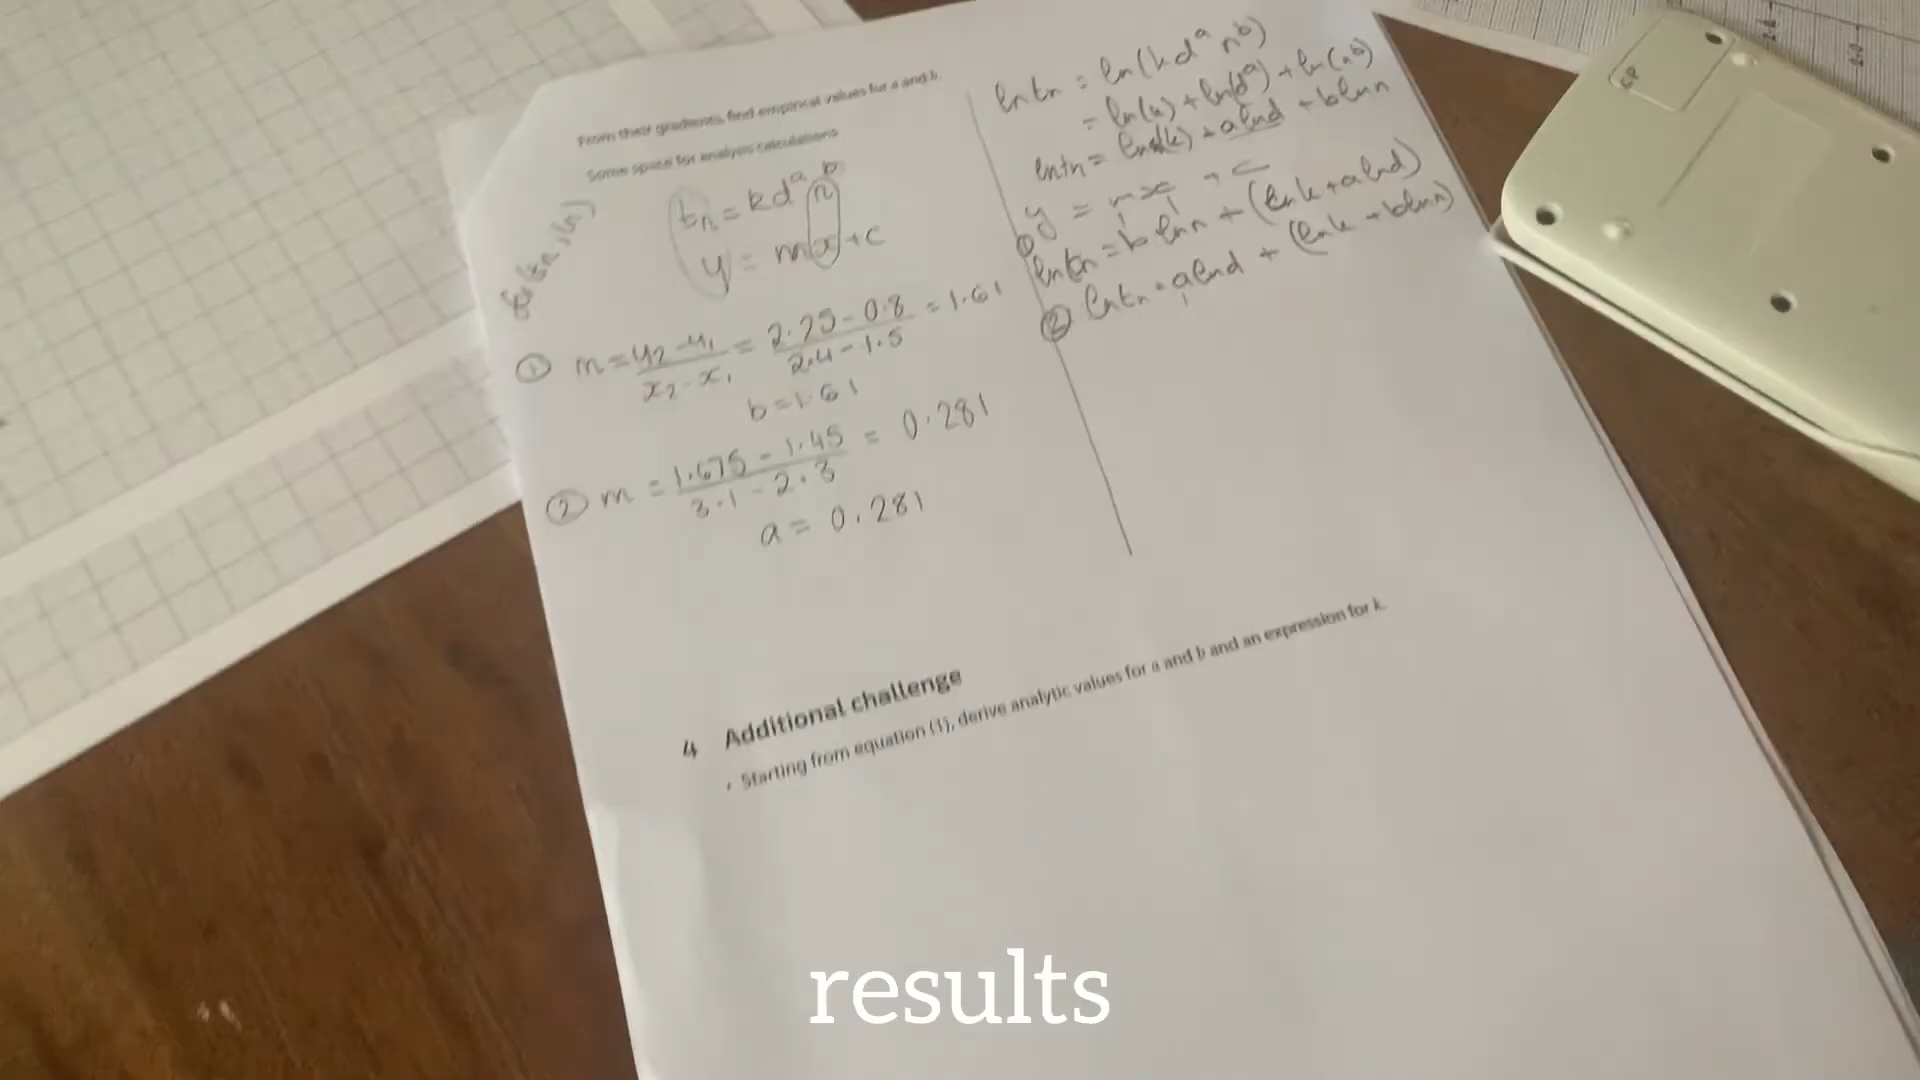 From their gradients, find empirical values for a and b.
Some space for analysis calculations
tn = kd^a n^b
y = mx + c
① m = y2 - y1 / x2 - x1 = 2.25 - 0.8 / 2.4 - 1.5 = 1.61
b = 1.61
② m = 1.675 - 1.45 / 3.1 - 2.3 = 0.281
a = 0.281
ln tn = ln(kd^a n^b)
= ln(k) + ln(d^a) + ln(n^b)
ln tn = ln(k) + a ln d + b ln n
y = mx + c
① ln tn = b ln n + (ln k + a ln d)
② ln tn = a ln d + (ln k + b ln n)
4 Additional challenge
Starting from equation (1), derive analytic values for a and b and an expression for k.
results